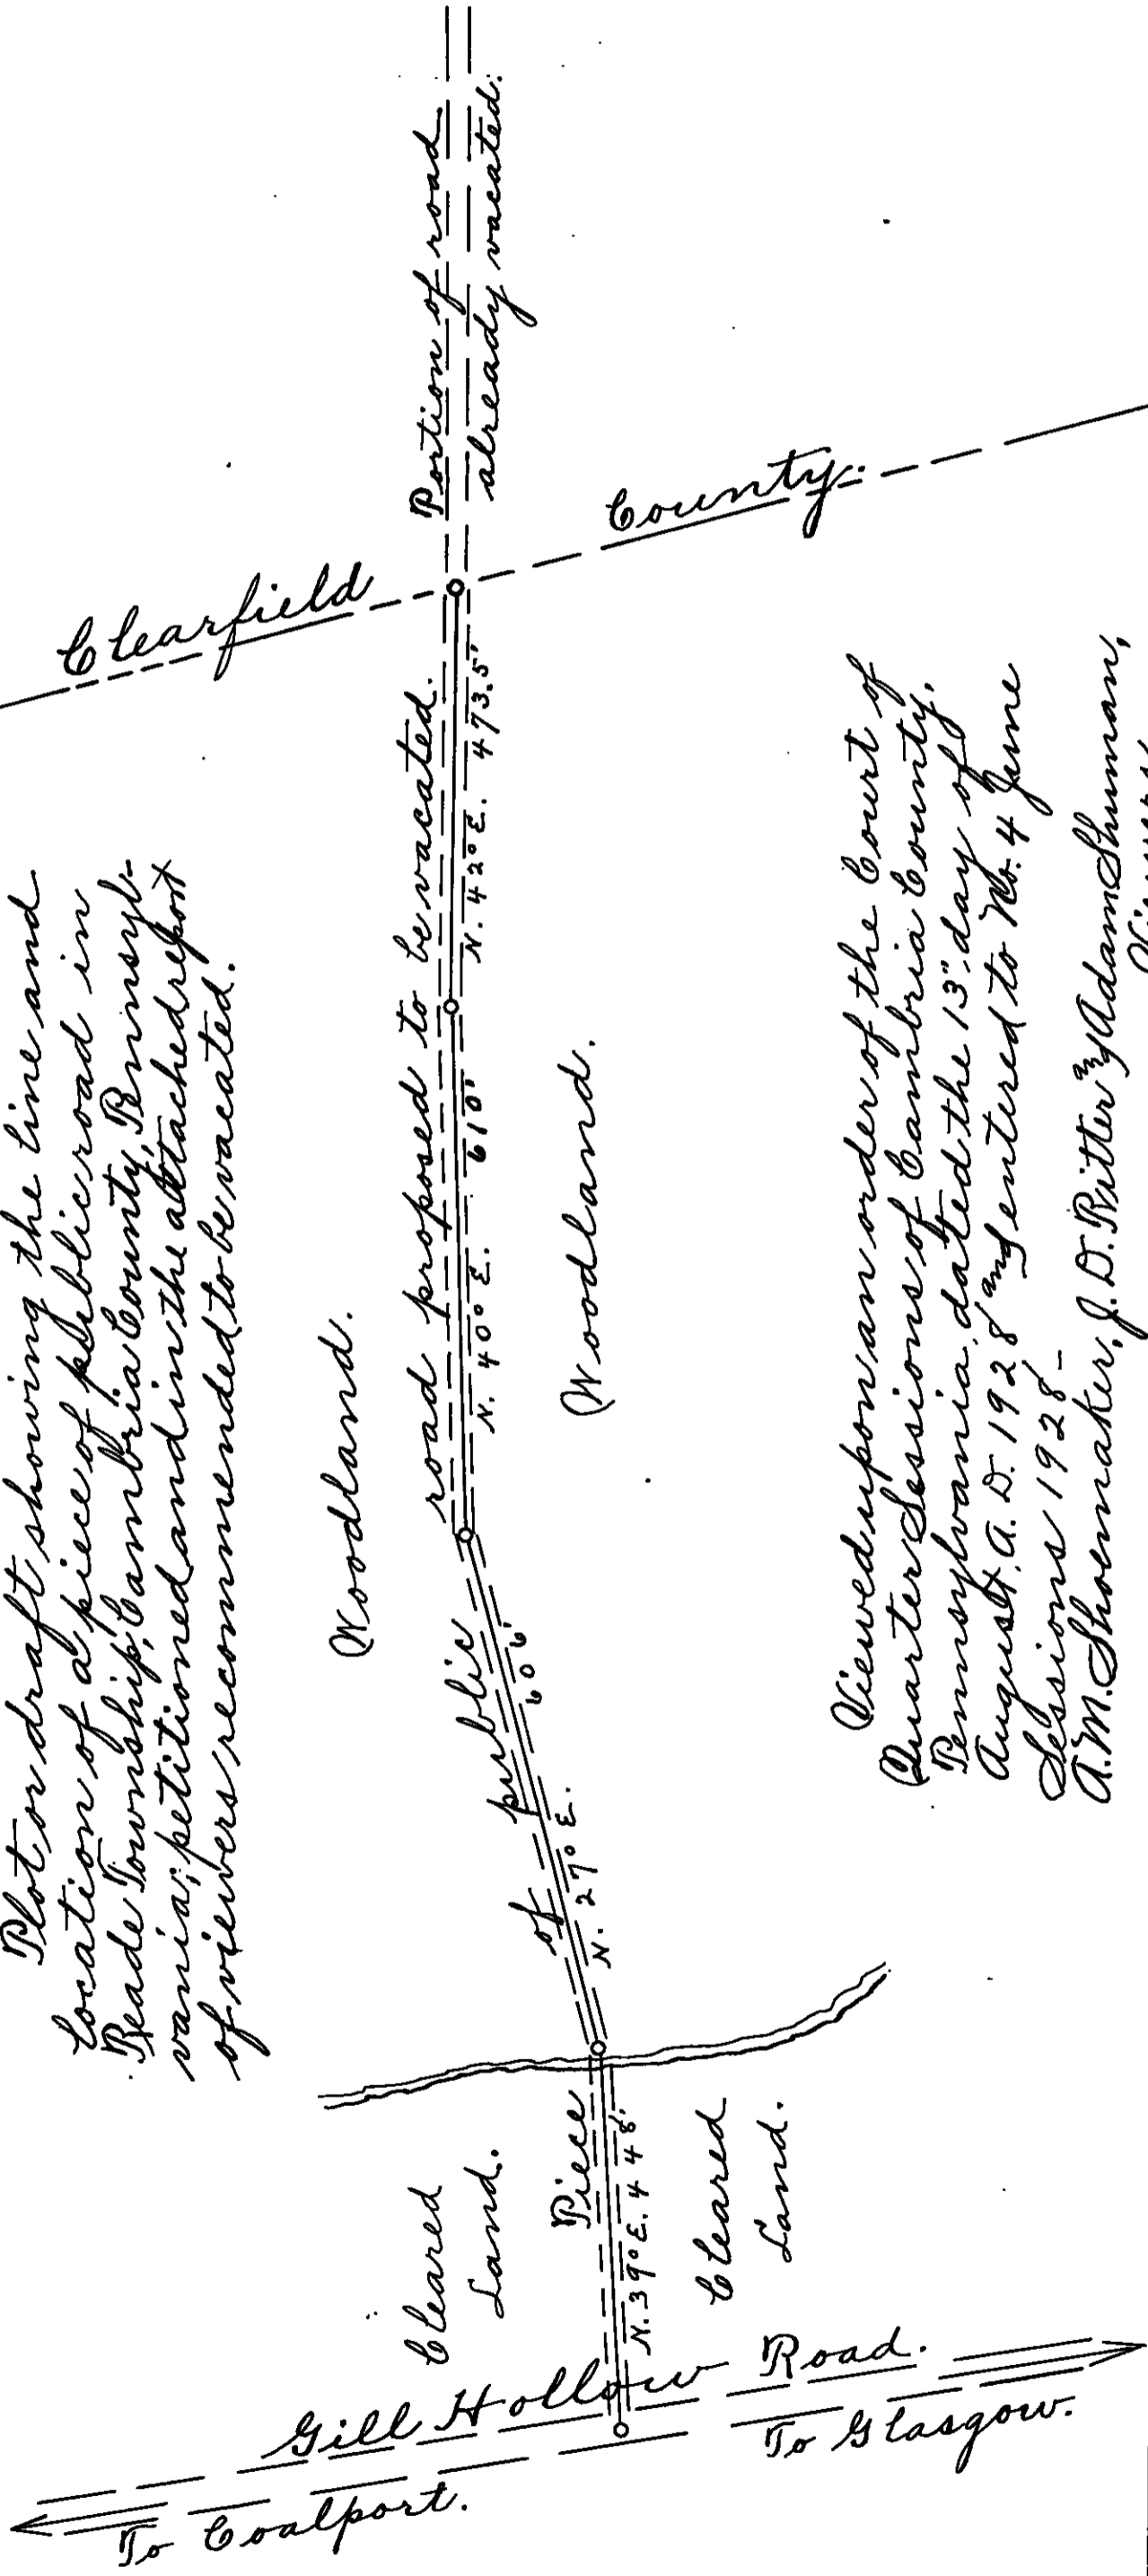 Plot or draft showing the line and
location of a piece of public road in
Reade Township, Cambria County, Pennsyl-
vania, petitioned and in the attached report
of viewers recommended to be vacated.
Clearfield County.
Portion of road
already vacated.
Woodland.
Piece of public road proposed to be vacated.
N. 39° E. 448'
N. 27° E. 606'
N. 40° E. 610'
N. 42° E. 473.5'
Woodland.
Cleared
Land.
Cleared
Land.
Gill Hollow Road.
To Coalport.
To Glasgow.
Viewed upon an order of the Court of
Quarter Sessions of Cambria County,
Pennsylvania, dated the 13" day of
August. A. D. 1928 and entered to No. 4 June
Sessions 1928-
A. M. Shoemaker, J. D. Ritter and Adam Shuman,
Viewers